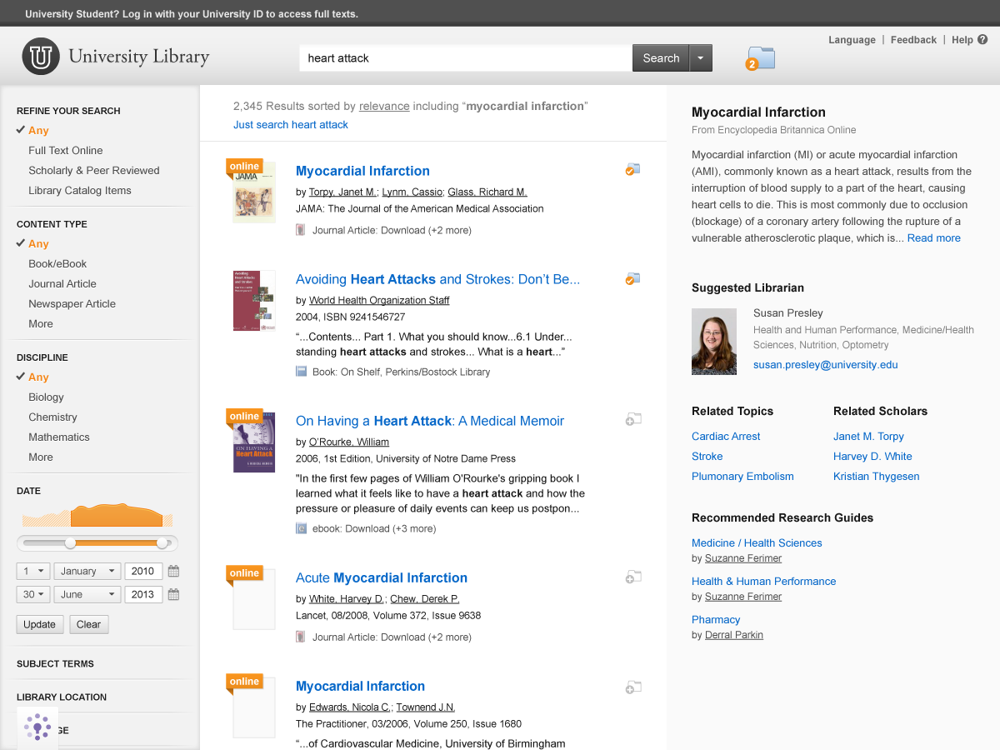 University Student? Log in with your University ID to access full texts.
Language | Feedback | Help ?
U University Library
heart attack
Search
2
REFINE YOUR SEARCH
Any
Full Text Online
Scholarly & Peer Reviewed
Library Catalog Items
CONTENT TYPE
Any
Book/eBook
Journal Article
Newspaper Article
More
DISCIPLINE
Any
Biology
Chemistry
Mathematics
More
DATE
1 January 2010
30 June 2013
Update Clear
SUBJECT TERMS
LIBRARY LOCATION
GE
2,345 Results sorted by relevance including “myocardial infarction”
Just search heart attack
online
JAMA
Myocardial Infarction
by Torpy, Janet M.; Lynm, Cassio; Glass, Richard M.
JAMA: The Journal of the American Medical Association
Journal Article: Download (+2 more)
Avoiding
Heart Attacks
and Strokes
Avoiding Heart Attacks and Strokes: Don’t Be...
by World Health Organization Staff
2004, ISBN 9241546727
“...Contents... Part 1. What you should know...6.1 Under...
standing heart attacks and strokes... What is a heart...”
Book: On Shelf, Perkins/Bostock Library
online
ON HAVING A
Heart Attack
On Having a Heart Attack: A Medical Memoir
by O’Rourke, William
2006, 1st Edition, University of Notre Dame Press
"In the first few pages of William O'Rourke's gripping book I
learned what it feels like to have a heart attack and how the
pressure or pleasure of daily events can keep us postpon...
ebook: Download (+3 more)
online
Acute Myocardial Infarction
by White, Harvey D.; Chew, Derek P.
Lancet, 08/2008, Volume 372, Issue 9638
Journal Article: Download (+2 more)
online
Myocardial Infarction
by Edwards, Nicola C.; Townend J.N.
The Practitioner, 03/2006, Volume 250, Issue 1680
“...of Cardiovascular Medicine, University of Birmingham
Myocardial Infarction
From Encyclopedia Britannica Online
Myocardial infarction (MI) or acute myocardial infarction
(AMI), commonly known as a heart attack, results from the
interruption of blood supply to a part of the heart, causing
heart cells to die. This is most commonly due to occlusion
(blockage) of a coronary artery following the rupture of a
vulnerable atherosclerotic plaque, which is... Read more
Suggested Librarian
Susan Presley
Health and Human Performance, Medicine/Health
Sciences, Nutrition, Optometry
susan.presley@university.edu
Related Topics
Cardiac Arrest
Stroke
Plumonary Embolism
Related Scholars
Janet M. Torpy
Harvey D. White
Kristian Thygesen
Recommended Research Guides
Medicine / Health Sciences
by Suzanne Ferimer
Health & Human Performance
by Suzanne Ferimer
Pharmacy
by Derral Parkin